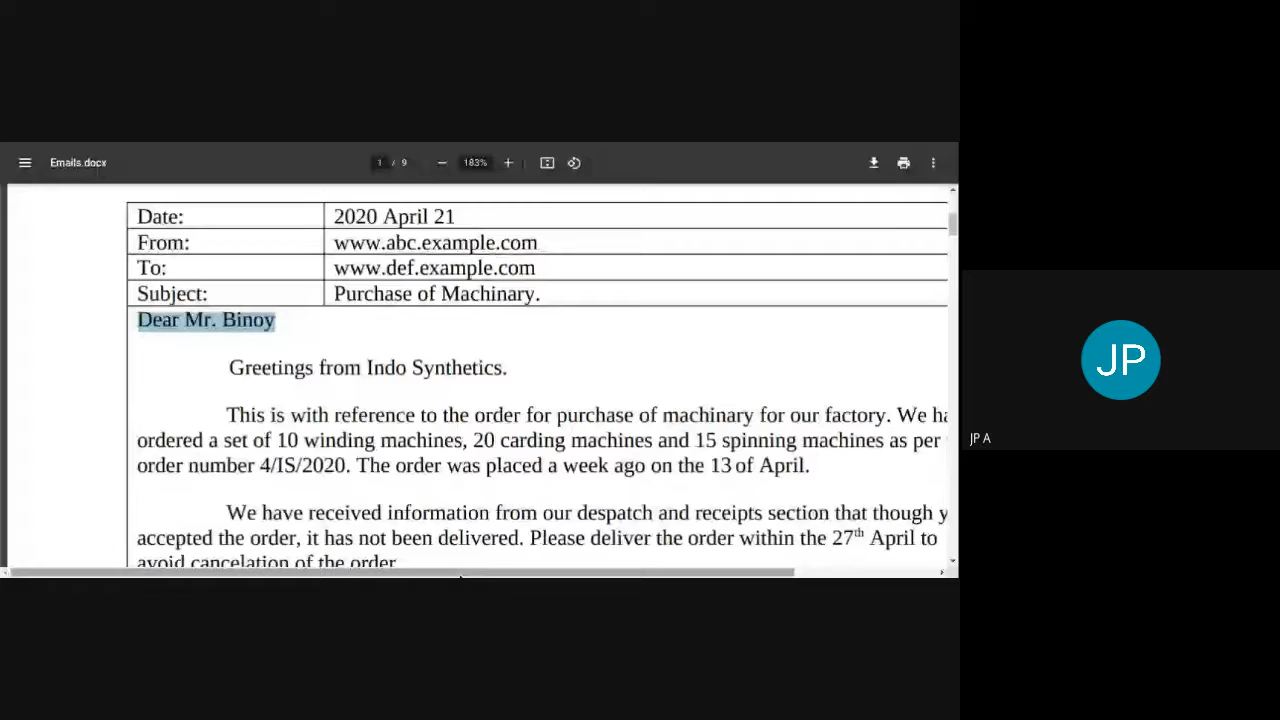 Emails.docx
1 / 9
183%
Date: 2020 April 21
From: www.abc.example.com
To: www.def.example.com
Subject: Purchase of Machinary.
Dear Mr. Binoy
Greetings from Indo Synthetics.
This is with reference to the order for purchase of machinary for our factory. We
ordered a set of 10 winding machines, 20 carding machines and 15 spinning machines as per
order number 4/IS/2020. The order was placed a week ago on the 13 of April.
We have received information from our despatch and receipts section that though
accepted the order, it has not been delivered. Please deliver the order within the 27th April to
avoid cancelation of the order.
JP
JP A